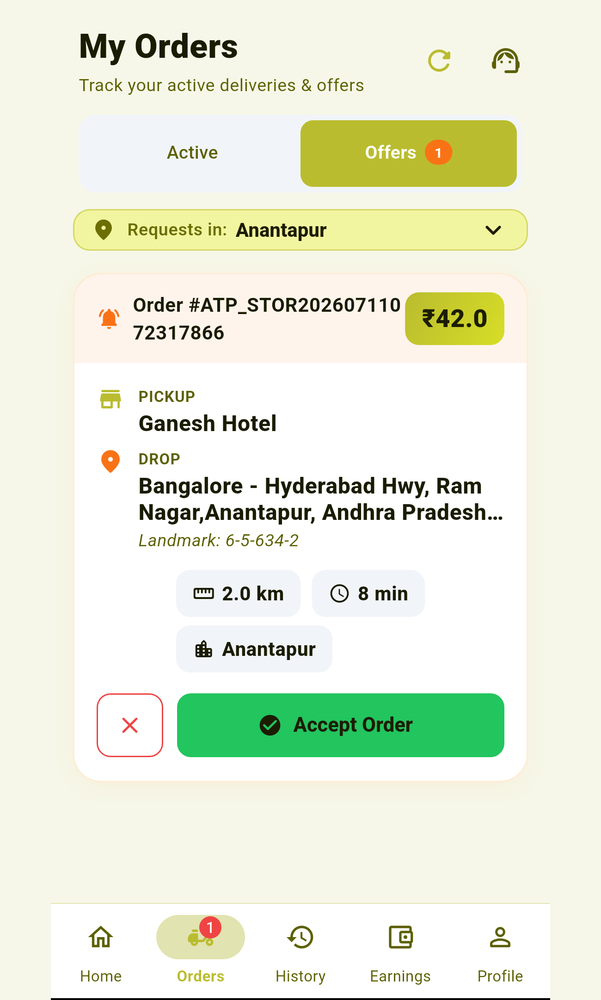 My Orders
Track your active deliveries & offers
Active
Offers 1
Requests in: Anantapur
Order #ATP_STOR202607110
72317866
₹42.0
PICKUP
Ganesh Hotel
DROP
Bangalore - Hyderabad Hwy, Ram
Nagar,Anantapur, Andhra Pradesh...
Landmark: 6-5-634-2
2.0 km
8 min
Anantapur
Accept Order
1
Home
Orders
History
Earnings
Profile